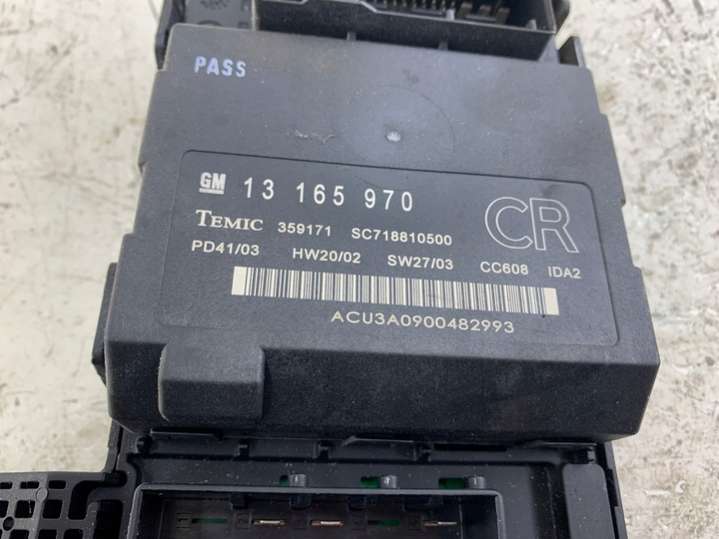 PASS
GM 13 165 970
CR
TEMIC 359171 SC718810500
PD41/03 HW20/02 SW27/03 CC608 IDA2
ACU3A0900482993